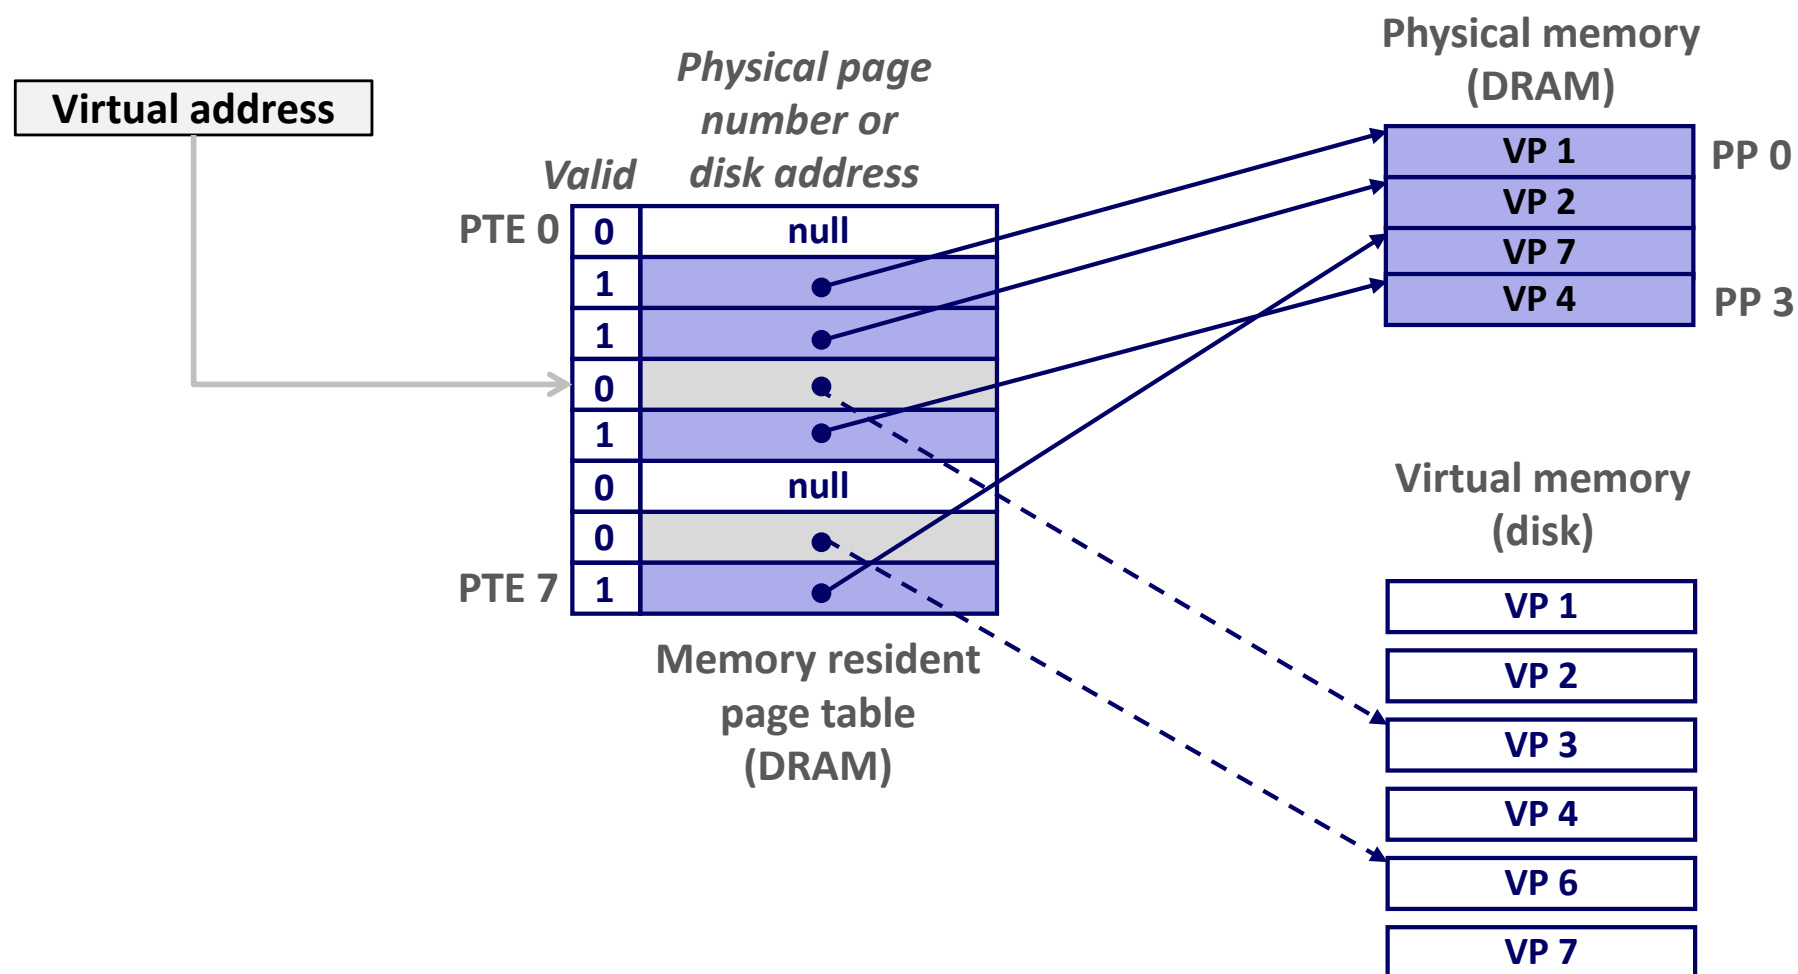 Virtual address
Physical page
number or
disk address
Valid
PTE 0
0
null
1
1
0
1
0
null
0
PTE 7
1
Memory resident
page table
(DRAM)
Physical memory
(DRAM)
VP 1
PP 0
VP 2
VP 7
VP 4
PP 3
Virtual memory
(disk)
VP 1
VP 2
VP 3
VP 4
VP 6
VP 7